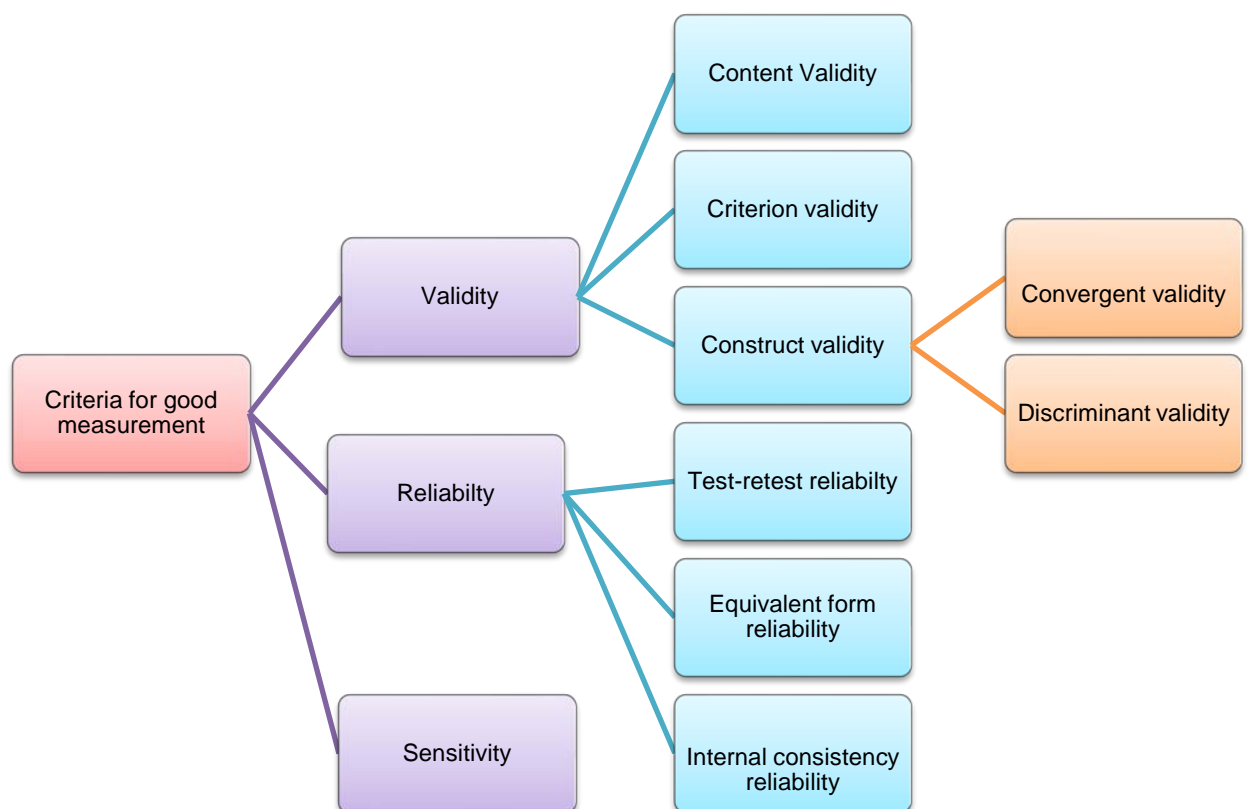 Criteria for good
measurement
Validity
Reliabilty
Sensitivity
Content Validity
Criterion validity
Construct validity
Test-retest reliabilty
Equivalent form
reliability
Internal consistency
reliability
Convergent validity
Discriminant validity